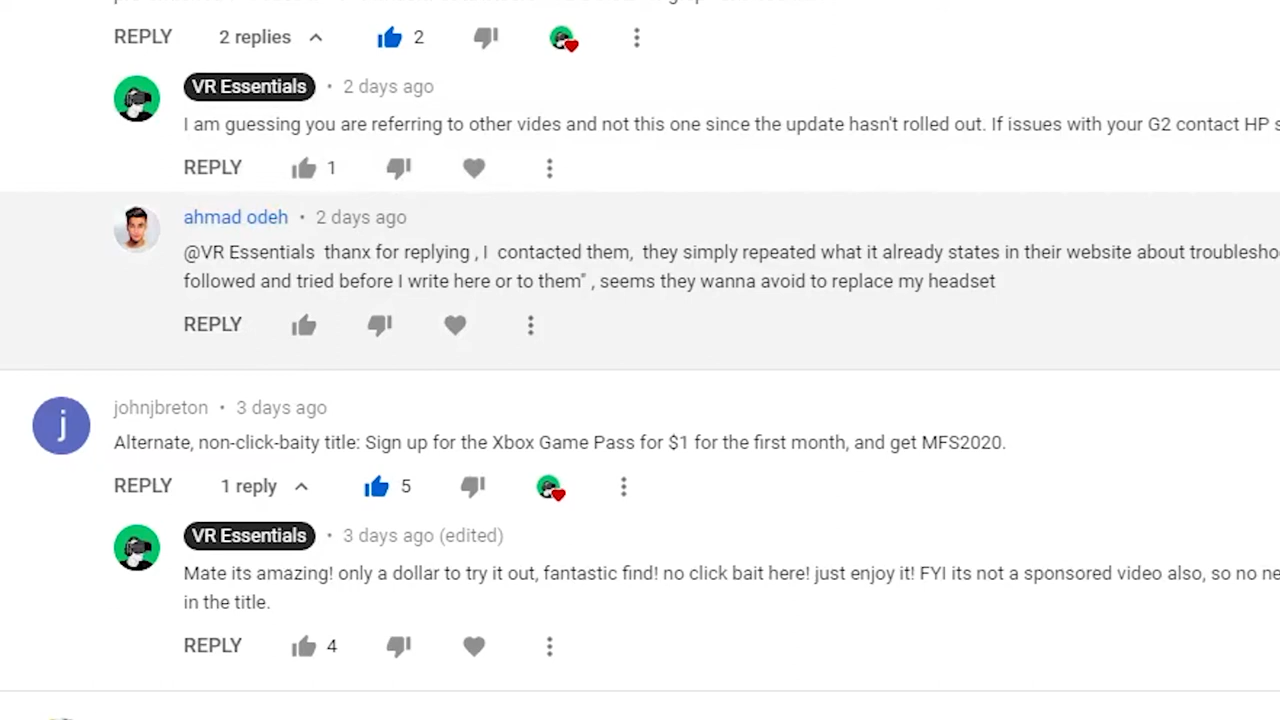 REPLY 2 replies 2
VR Essentials • 2 days ago
I am guessing you are referring to other vides and not this one since the update hasn't rolled out. If issues with your G2 contact HP
REPLY 1
ahmad odeh • 2 days ago
@VR Essentials thanx for replying , I contacted them, they simply repeated what it already states in their website about troublesho
followed and tried before I write here or to them" , seems they wanna avoid to replace my headset
REPLY
j
johnjbreton • 3 days ago
Alternate, non-click-baity title: Sign up for the Xbox Game Pass for $1 for the first month, and get MFS2020.
REPLY 1 reply 5
VR Essentials • 3 days ago (edited)
Mate its amazing! only a dollar to try it out, fantastic find! no click bait here! just enjoy it! FYI its not a sponsored video also, so no ne
in the title.
REPLY 4